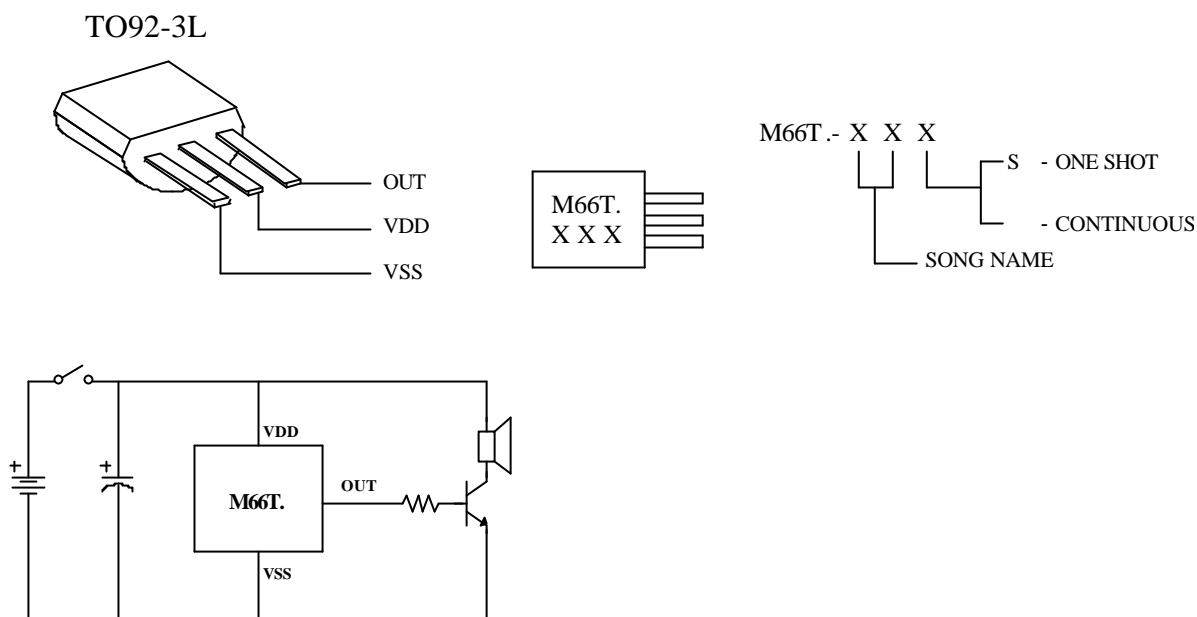 TO92-3L
OUT
VDD
VSS
M66T.
X X X
M66T .- X X X
S - ONE SHOT
- CONTINUOUS
SONG NAME
+
+
VDD
M66T.
OUT
VSS